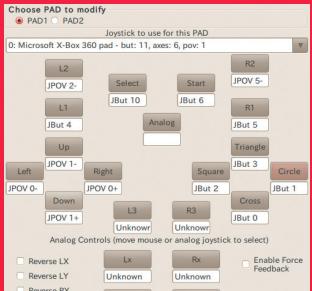 Choose PAD to modify
PAD1 PAD2
Joystick to use for this PAD
0: Microsoft X-Box 360 pad - but: 11, axes: 6, pov: 1
L2 R2
JPOV 2- Select Start JPOV 5-
JBut 10 JBut 6
L1 R1
JBut 4 Analog JBut 5
Up Triangle
JPOV 1- JBut 3
Left Right Square Circle
JPOV 0- JPOV 0+ JBut 2 JBut 1
Down Cross
JPOV 1+ L3 R3 JBut 0
Unknowr Unknowr
Analog Controls (move mouse or analog joystick to select)
Reverse LX Lx Rx Enable Force
Feedback
Reverse LY Unknown Unknown
Reverse RX